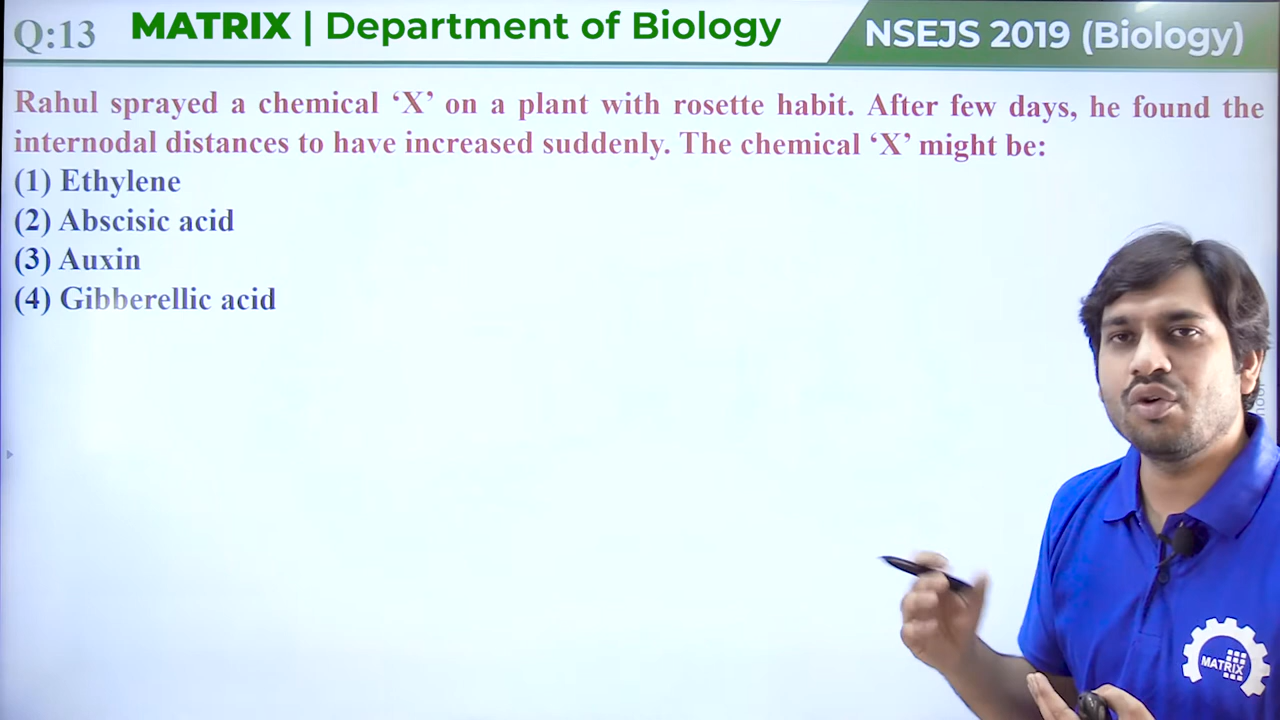 Q:13
MATRIX | Department of Biology
NSEJS 2019 (Biology)
Rahul sprayed a chemical ‘X’ on a plant with rosette habit. After few days, he found the
internodal distances to have increased suddenly. The chemical ‘X’ might be:
(1) Ethylene
(2) Abscisic acid
(3) Auxin
(4) Gibberellic acid
MATRIX